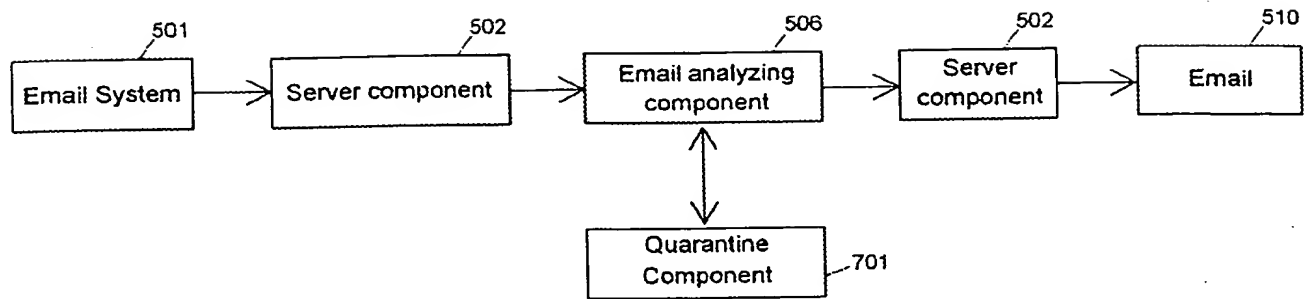 501
502
506
502
510
Email System
Server component
Email analyzing
component
Server
component
Email
Quarantine
Component
701